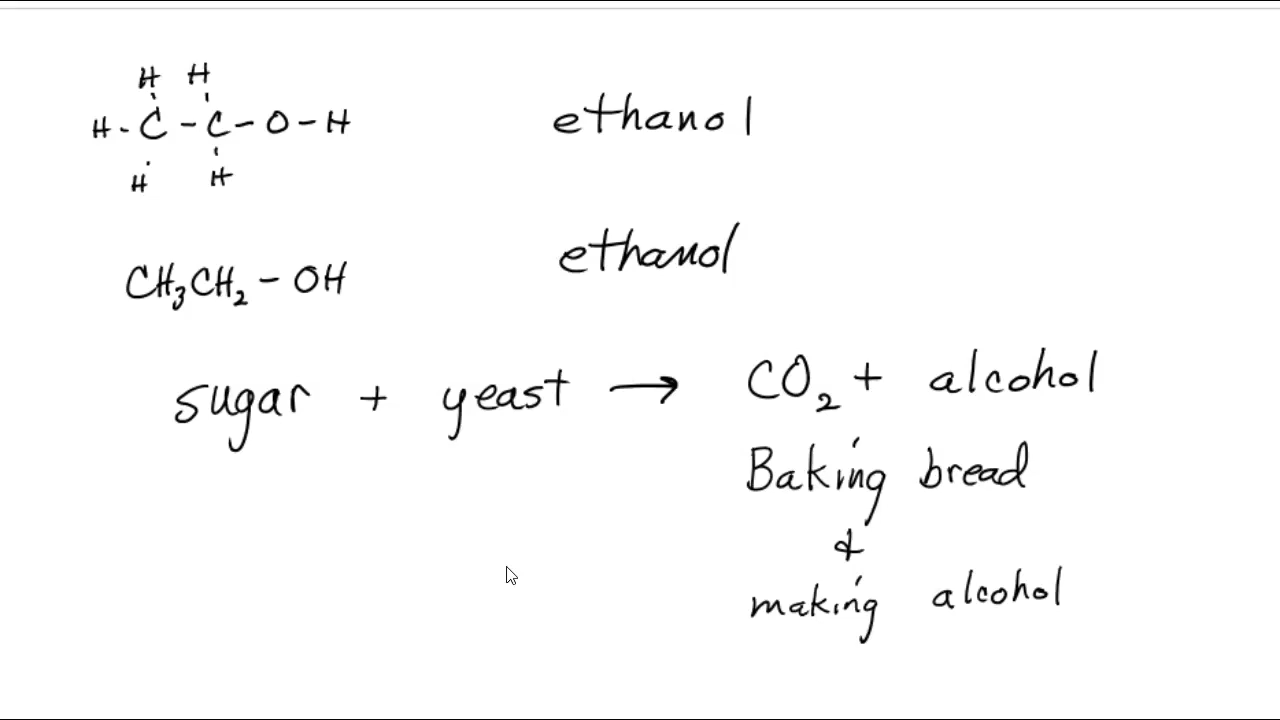 H H
H - C - C - O - H ethanol
H H
CH₃CH₂ - OH ethanol
sugar + yeast → CO₂ + alcohol
Baking bread
&
making alcohol